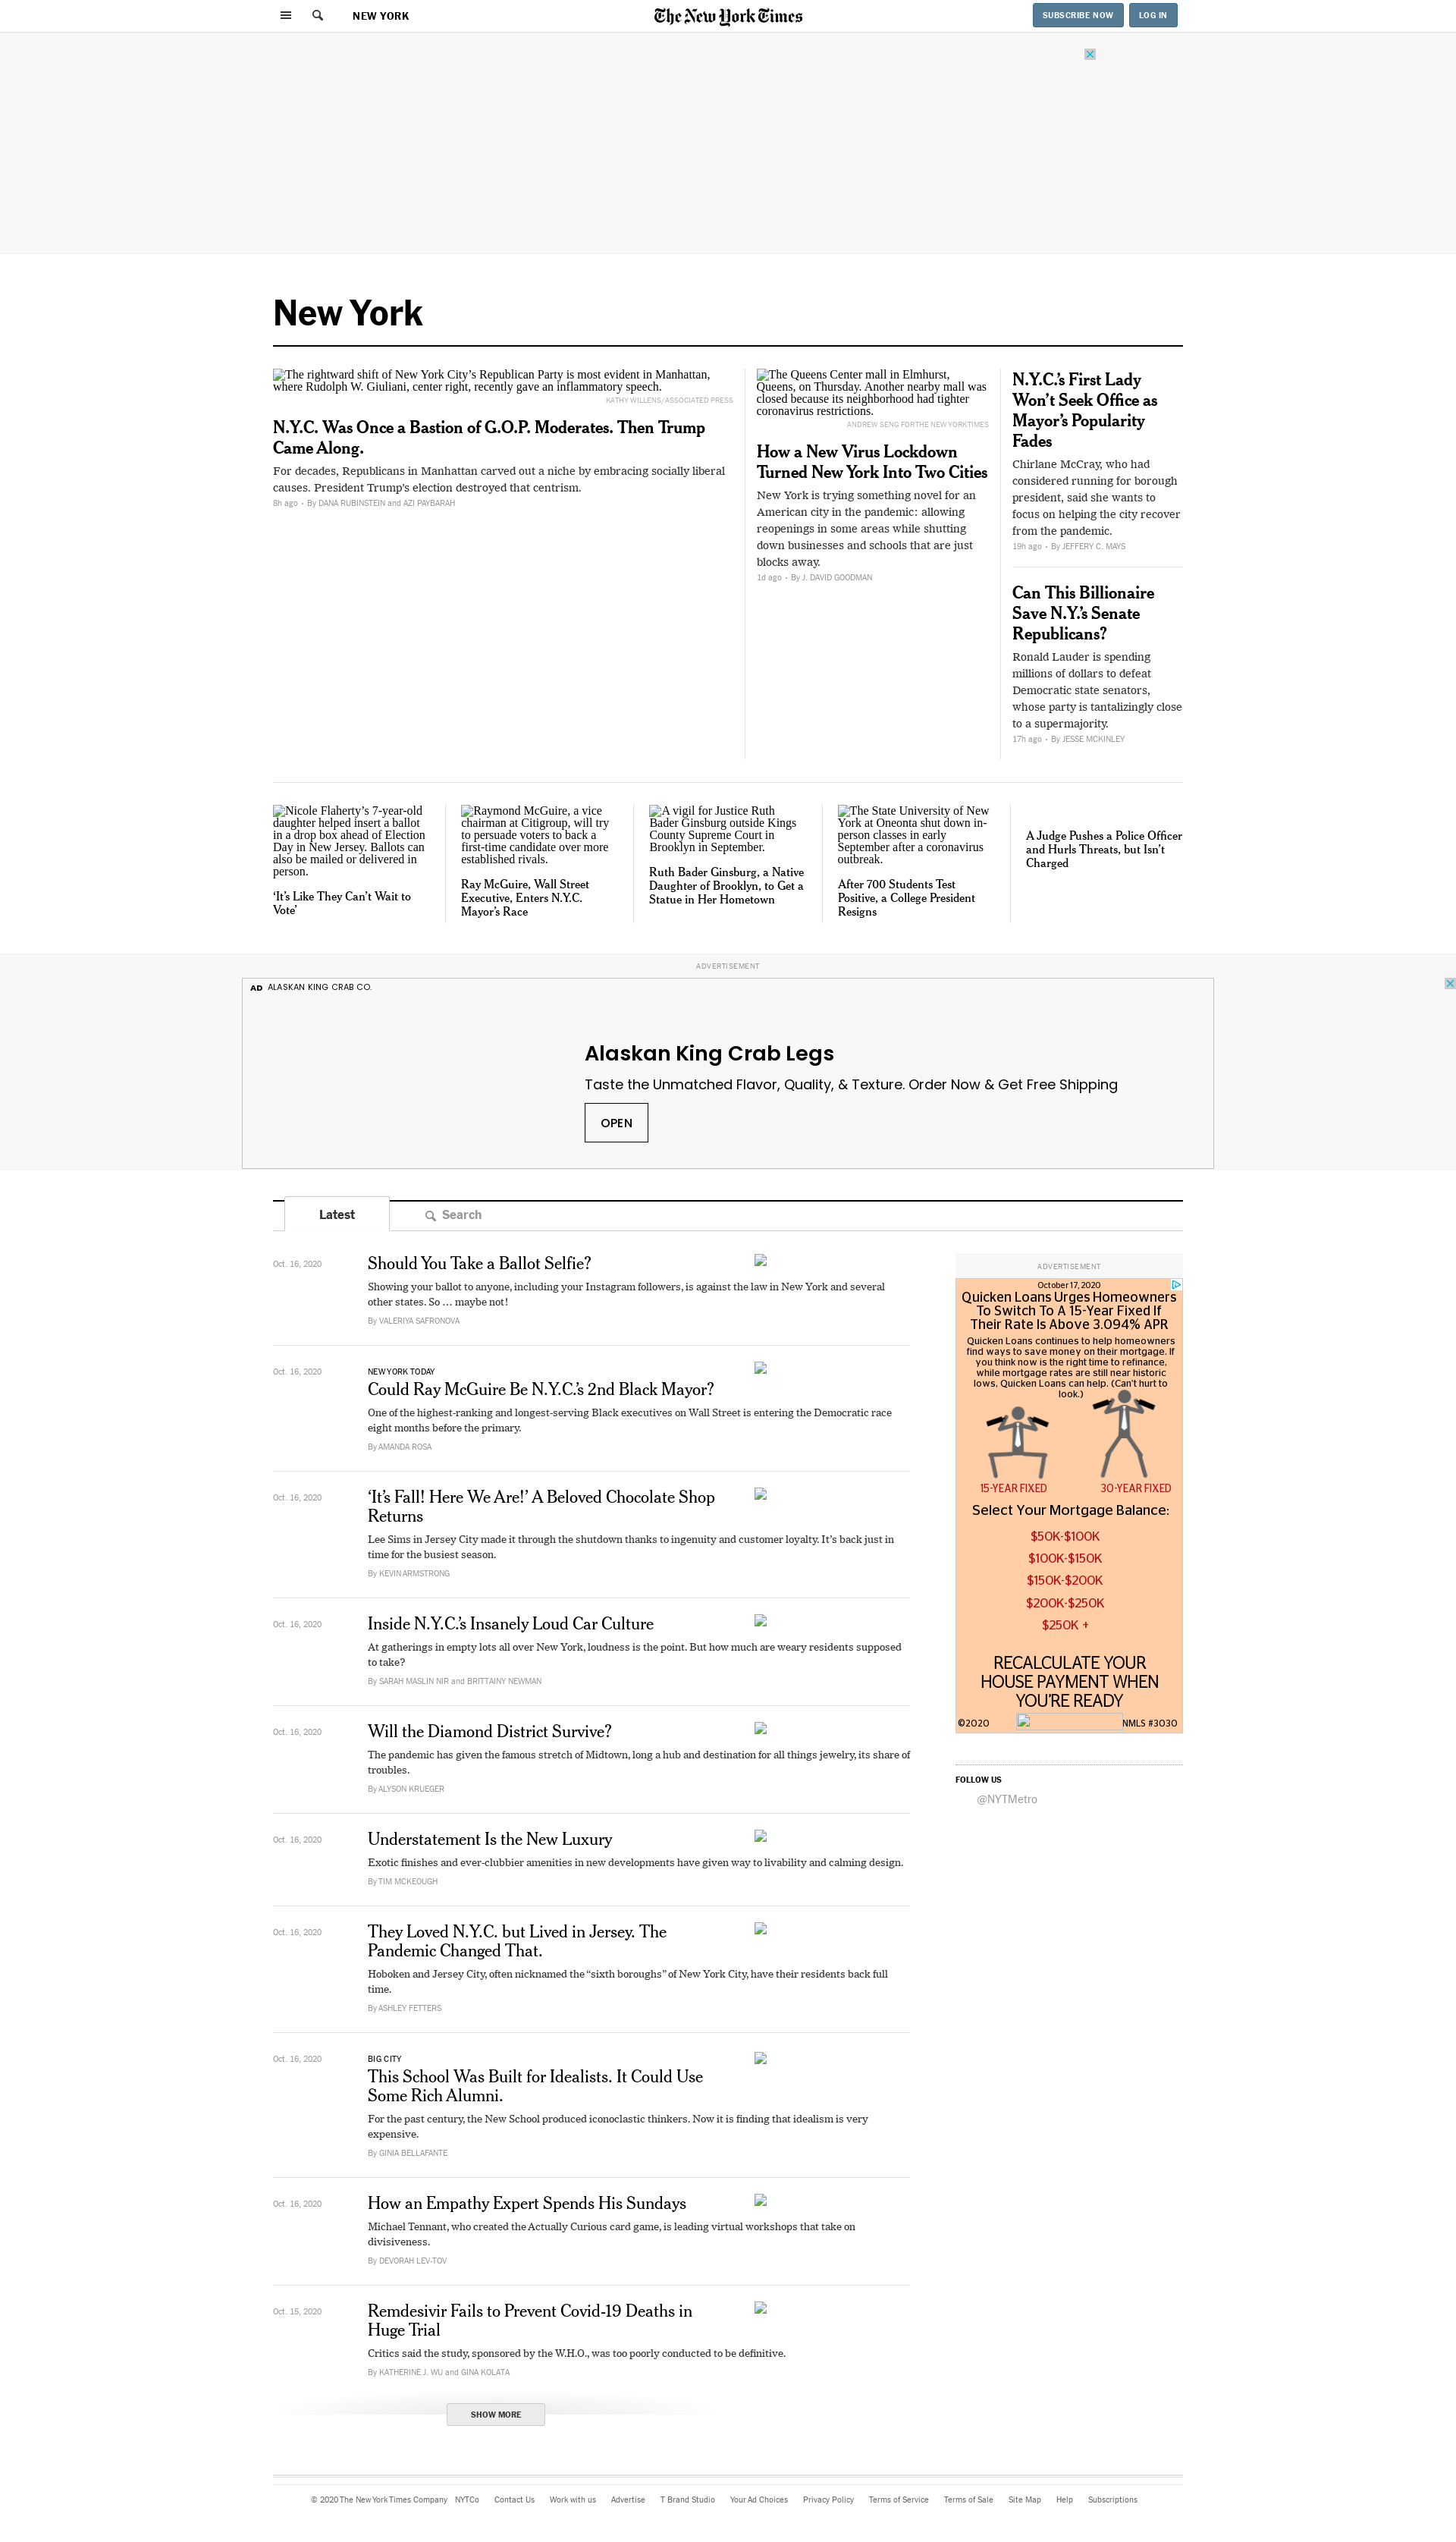 NEW YORK
The New York Times
SUBSCRIBE NOW
LOG IN
New York
The rightward shift of New York City’s Republican Party is most evident in Manhattan,
where Rudolph W. Giuliani, center right, recently gave an inflammatory speech.
KATHY WILLENS/ASSOCIATED PRESS
N.Y.C. Was Once a Bastion of G.O.P. Moderates. Then Trump
Came Along.
For decades, Republicans in Manhattan carved out a niche by embracing socially liberal
causes. President Trump’s election destroyed that centrism.
8h ago • By DANA RUBINSTEIN and AZI PAYBARAH
The Queens Center mall in Elmhurst,
Queens, on Thursday. Another nearby mall was
closed because its neighborhood had tighter
coronavirus restrictions.
ANDREW SENG FOR THE NEW YORK TIMES
How a New Virus Lockdown
Turned New York Into Two Cities
New York is trying something novel for an
American city in the pandemic: allowing
reopenings in some areas while shutting
down businesses and schools that are just
blocks away.
1d ago • By J. DAVID GOODMAN
N.Y.C.’s First Lady
Won’t Seek Office as
Mayor’s Popularity
Fades
Chirlane McCray, who had
considered running for borough
president, said she wants to
focus on helping the city recover
from the pandemic.
19h ago • By JEFFERY C. MAYS
Can This Billionaire
Save N.Y.’s Senate
Republicans?
Ronald Lauder is spending
millions of dollars to defeat
Democratic state senators,
whose party is tantalizingly close
to a supermajority.
17h ago • By JESSE MCKINLEY
Nicole Flaherty’s 7-year-old
daughter helped insert a ballot
in a drop box ahead of Election
Day in New Jersey. Ballots can
also be mailed or delivered in
person.
‘It’s Like They Can’t Wait to
Vote’
Raymond McGuire, a vice
chairman at Citigroup, will try
to persuade voters to back a
first-time candidate over more
established rivals.
Ray McGuire, Wall Street
Executive, Enters N.Y.C.
Mayor’s Race
A vigil for Justice Ruth
Bader Ginsburg outside Kings
County Supreme Court in
Brooklyn in September.
Ruth Bader Ginsburg, a Native
Daughter of Brooklyn, to Get a
Statue in Her Hometown
The State University of New
York at Oneonta shut down in-
person classes in early
September after a coronavirus
outbreak.
After 700 Students Test
Positive, a College President
Resigns
A Judge Pushes a Police Officer
and Hurls Threats, but Isn’t
Charged
ADVERTISEMENT
AD ALASKAN KING CRAB CO.
Alaskan King Crab Legs
Taste the Unmatched Flavor, Quality, & Texture. Order Now & Get Free Shipping
OPEN
Latest
Search
Oct. 16, 2020
Should You Take a Ballot Selfie?
Showing your ballot to anyone, including your Instagram followers, is against the law in New York and several
other states. So … maybe not!
By VALERIYA SAFRONOVA
Oct. 16, 2020
NEW YORK TODAY
Could Ray McGuire Be N.Y.C.’s 2nd Black Mayor?
One of the highest-ranking and longest-serving Black executives on Wall Street is entering the Democratic race
eight months before the primary.
By AMANDA ROSA
Oct. 16, 2020
‘It’s Fall! Here We Are!’ A Beloved Chocolate Shop
Returns
Lee Sims in Jersey City made it through the shutdown thanks to ingenuity and customer loyalty. It’s back just in
time for the busiest season.
By KEVIN ARMSTRONG
Oct. 16, 2020
Inside N.Y.C.’s Insanely Loud Car Culture
At gatherings in empty lots all over New York, loudness is the point. But how much are weary residents supposed
to take?
By SARAH MASLIN NIR and BRITTAINY NEWMAN
Oct. 16, 2020
Will the Diamond District Survive?
The pandemic has given the famous stretch of Midtown, long a hub and destination for all things jewelry, its share of
troubles.
By ALYSON KRUEGER
Oct. 16, 2020
Understatement Is the New Luxury
Exotic finishes and ever-clubbier amenities in new developments have given way to livability and calming design.
By TIM MCKEOUGH
Oct. 16, 2020
They Loved N.Y.C. but Lived in Jersey. The
Pandemic Changed That.
Hoboken and Jersey City, often nicknamed the “sixth boroughs” of New York City, have their residents back full
time.
By ASHLEY FETTERS
Oct. 16, 2020
BIG CITY
This School Was Built for Idealists. It Could Use
Some Rich Alumni.
For the past century, the New School produced iconoclastic thinkers. Now it is finding that idealism is very
expensive.
By GINIA BELLAFANTE
Oct. 16, 2020
How an Empathy Expert Spends His Sundays
Michael Tennant, who created the Actually Curious card game, is leading virtual workshops that take on
divisiveness.
By DEVORAH LEV-TOV
Oct. 15, 2020
Remdesivir Fails to Prevent Covid-19 Deaths in
Huge Trial
Critics said the study, sponsored by the W.H.O., was too poorly conducted to be definitive.
By KATHERINE J. WU and GINA KOLATA
SHOW MORE
ADVERTISEMENT
October 17, 2020
Quicken Loans Urges Homeowners
To Switch To A 15-Year Fixed If
Their Rate Is Above 3.094% APR
Quicken Loans continues to help homeowners
find ways to save money on their mortgage. If
you think now is the right time to refinance,
while mortgage rates are still near historic
lows, Quicken Loans can help. (Can't hurt to
look.)
15-YEAR FIXED
30-YEAR FIXED
Select Your Mortgage Balance:
$50K-$100K
$100K-$150K
$150K-$200K
$200K-$250K
$250K +
RECALCULATE YOUR
HOUSE PAYMENT WHEN
YOU'RE READY
©2020
NMLS #3030
FOLLOW US
@NYTMetro
© 2020 The New York Times Company NYTCo Contact Us Work with us Advertise T Brand Studio Your Ad Choices Privacy Policy Terms of Service Terms of Sale Site Map Help Subscriptions